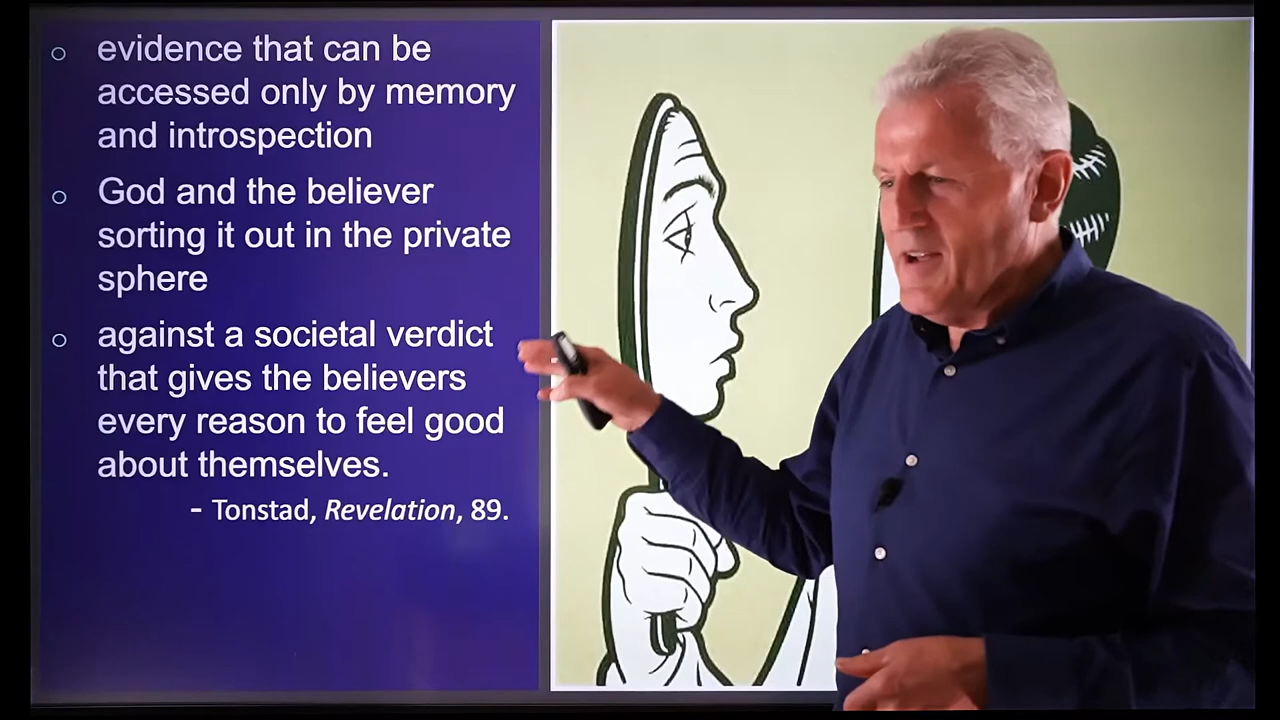 ○ evidence that can be
accessed only by memory
and introspection
○ God and the believer
sorting it out in the private
sphere
○ against a societal verdict
that gives the believers
every reason to feel good
about themselves.
- Tonstad, Revelation, 89.